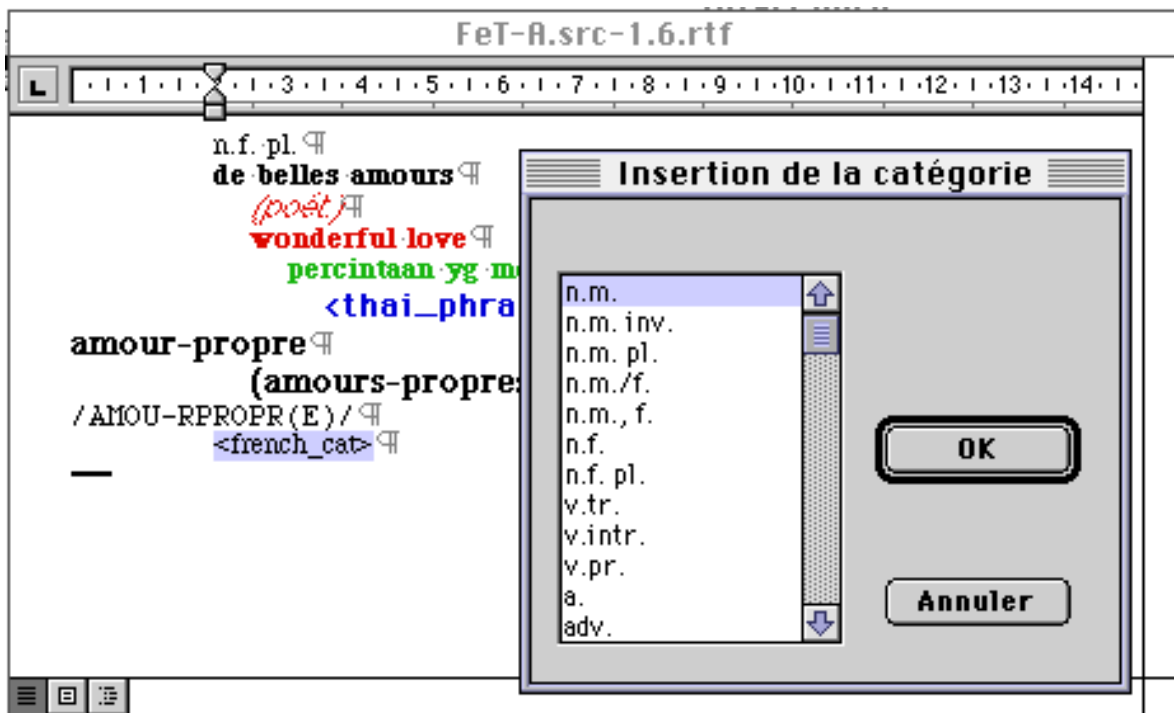 FeT-A.src-1.6.rtf
1 3 4 5 6 7 8 9 10 11 12 13 14
n.f. pl. ¶
de belles amours ¶
(poét) ¶
wonderful love ¶
percintaan yg
<thai_phra
amour-propre ¶
(amours-propres
/AMOU-RPROPR(E)/ ¶
<french_cat> ¶
Insertion de la catégorie
n.m.
n.m. inv.
n.m. pl.
n.m./f.
n.m., f.
n.f.
n.f. pl.
v.tr.
v.intr.
v.pr.
a.
adv.
OK
Annuler